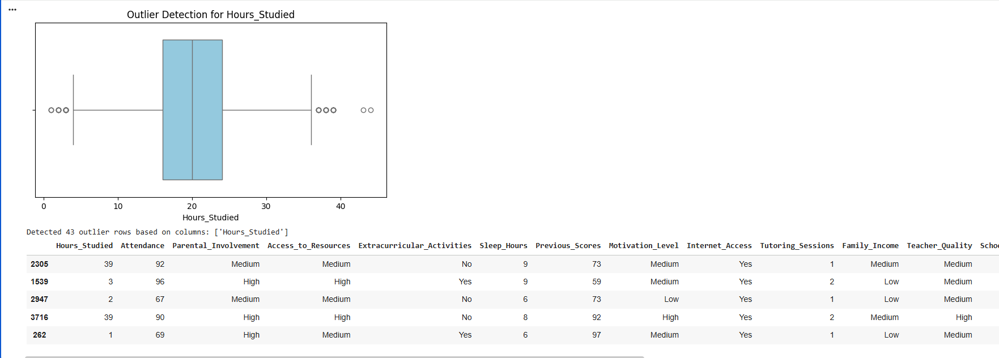 ...
Outlier Detection for Hours_Studied
0 10 20 30 40
Hours_Studied
Detected 43 outlier rows based on columns: ['Hours_Studied']
Hours_Studied Attendance Parental_Involvement Access_to_Resources Extracurricular_Activities Sleep_Hours Previous_Scores Motivation_Level Internet_Access Tutoring_Sessions Family_Income Teacher_Quality
2305 39 92 Medium Medium No 9 73 Medium Yes 1 Medium Medium
1539 3 96 High High Yes 9 59 Medium Yes 2 Low Medium
2947 2 67 Medium Medium No 6 73 Low Yes 1 Low Medium
3716 39 90 High High No 8 92 High Yes 2 Medium High
262 1 69 High Medium Yes 6 97 Medium Yes 1 Low Medium